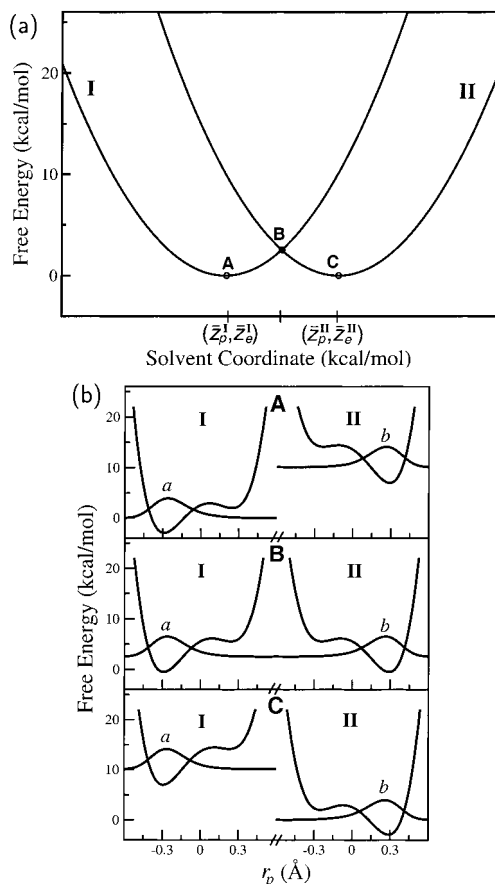 (a)
Free Energy (kcal/mol)
20
10
0
I
II
A
B
C
(z̄ₚᴵ, z̄ₑᴵ)
(z̄ₚᴵᴵ, z̄ₑᴵᴵ)
Solvent Coordinate (kcal/mol)
(b)
Free Energy (kcal/mol)
A
I
II
20
10
0
a
b
B
I
II
20
10
0
a
b
C
I
II
20
10
0
a
b
-0.3 0 0.3 -0.3 0 0.3
rₚ (Å)